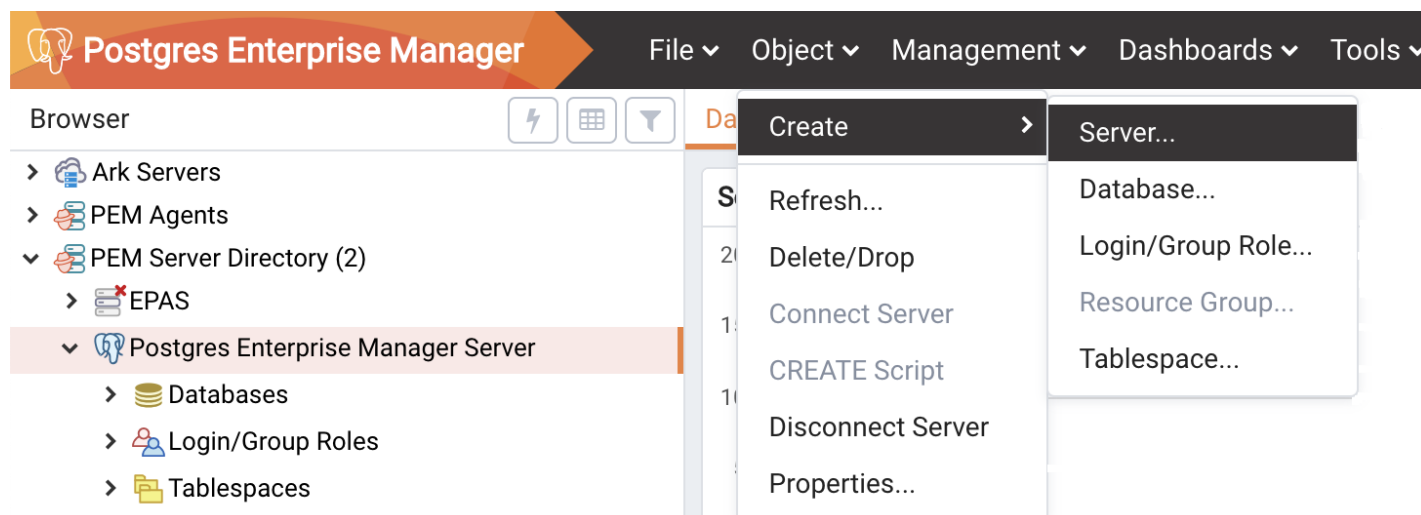 Postgres Enterprise Manager
File Object Management Dashboards Tools
Browser
Ark Servers
PEM Agents
PEM Server Directory (2)
EPAS
Postgres Enterprise Manager Server
Databases
Login/Group Roles
Tablespaces
Create
Refresh...
Delete/Drop
Connect Server
CREATE Script
Disconnect Server
Properties...
Server...
Database...
Login/Group Role...
Resource Group...
Tablespace...